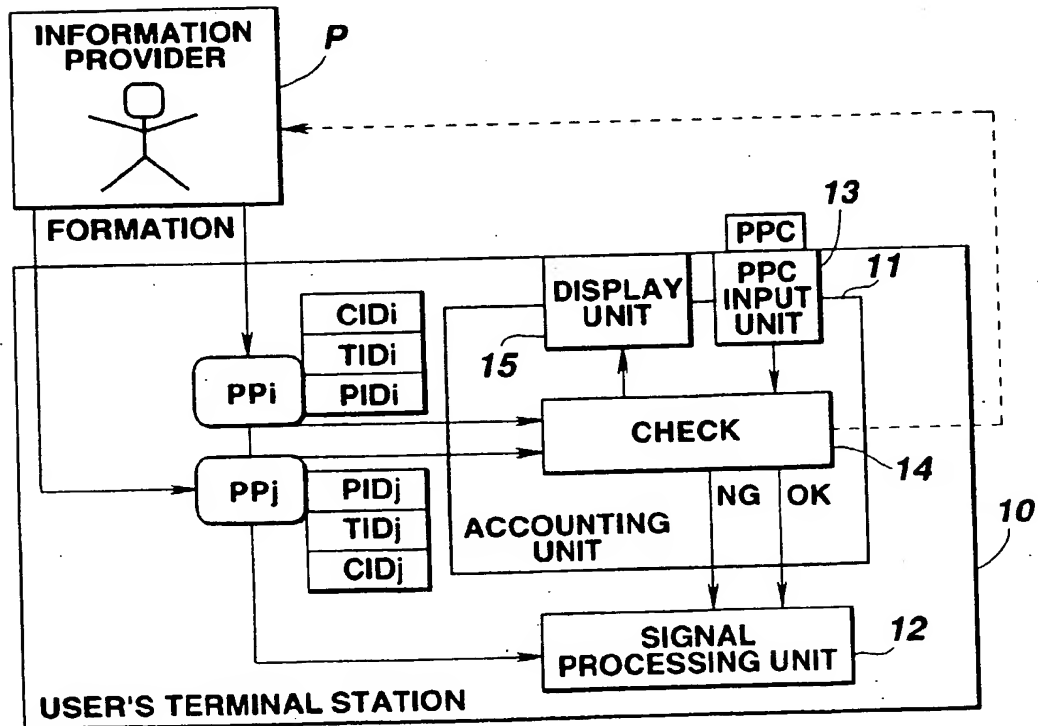 INFORMATION
PROVIDER
P
FORMATION
13
PPC
11
DISPLAY
UNIT
PPC
INPUT
UNIT
15
CIDi
TIDi
PIDi
PPi
CHECK
14
PPj
PIDj
TIDj
CIDj
NG
OK
ACCOUNTING
UNIT
10
SIGNAL
PROCESSING UNIT
12
USER'S TERMINAL STATION